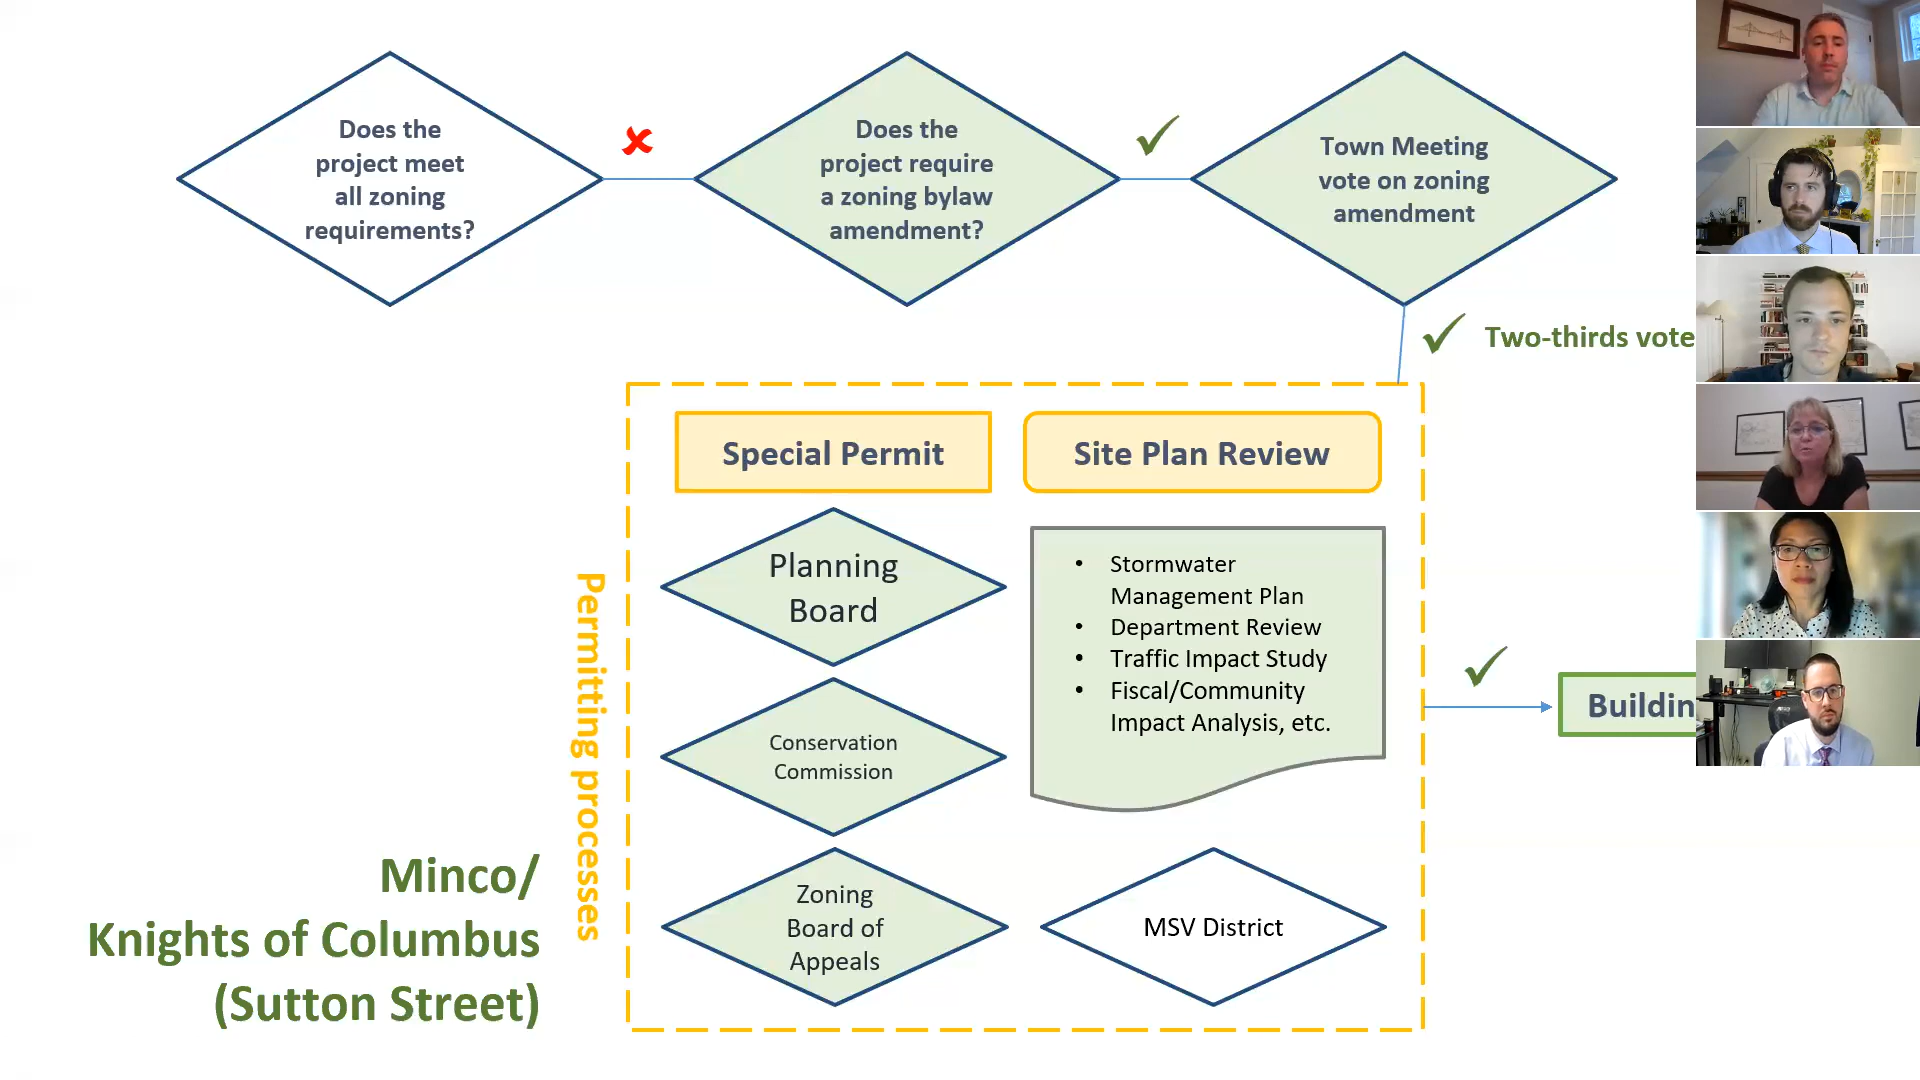 Does the
project meet
all zoning
requirements?
Does the
project require
a zoning bylaw
amendment?
Town Meeting
vote on zoning
amendment
Two-thirds vote
Special Permit
Site Plan Review
Planning
Board
• Stormwater
Management Plan
• Department Review
• Traffic Impact Study
• Fiscal/Community
Impact Analysis, etc.
Permitting processes
Conservation
Commission
Buildin
Zoning
Board of
Appeals
MSV District
Minco/
Knights of Columbus
(Sutton Street)